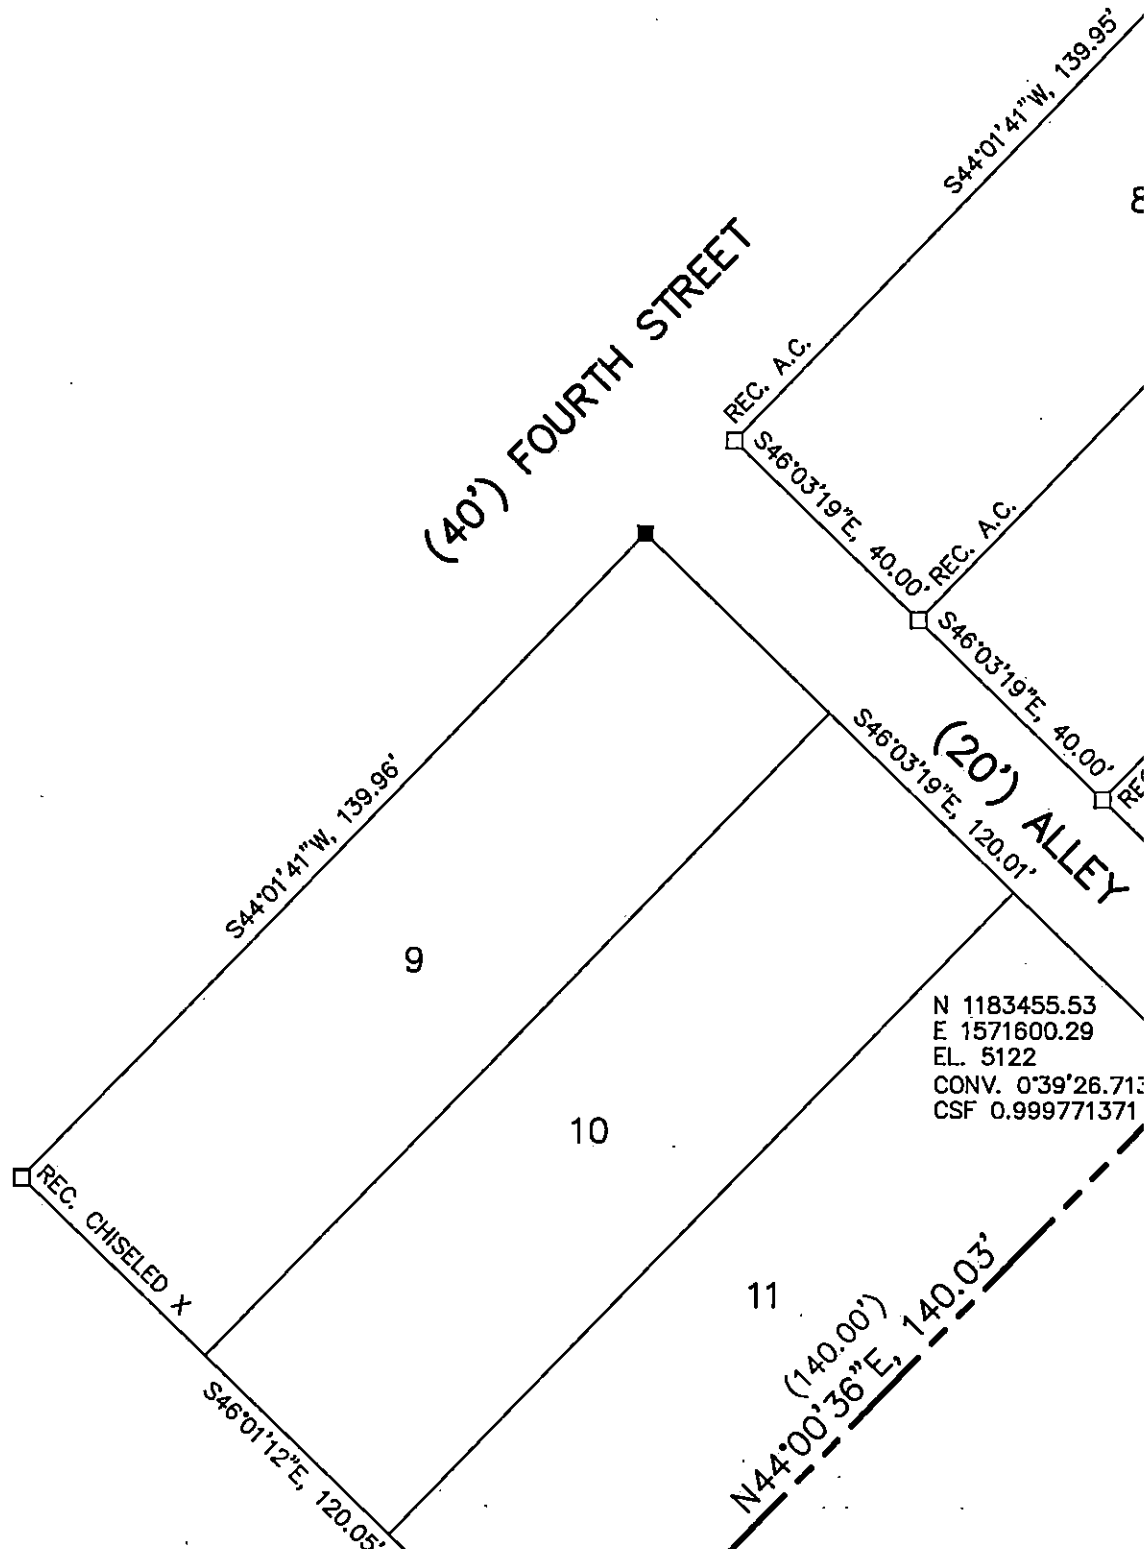 S44°01'41"W, 139.95'
8
(40') FOURTH STREET
REC. A.C.
S46°03'19"E, 40.00'
REC. A.C.
S46°03'19"E, 40.00'
(20') ALLEY
S46°03'19"E, 120.01'
S44°01'41"W, 139.96'
9
N 1183455.53
E 1571600.29
EL. 5122
CONV. 0°39'26.713
CSF 0.999771371
10
REC. CHISELED X
11
(140.00')
N44°00'36"E, 140.03'
S46°01'12"E, 120.05'